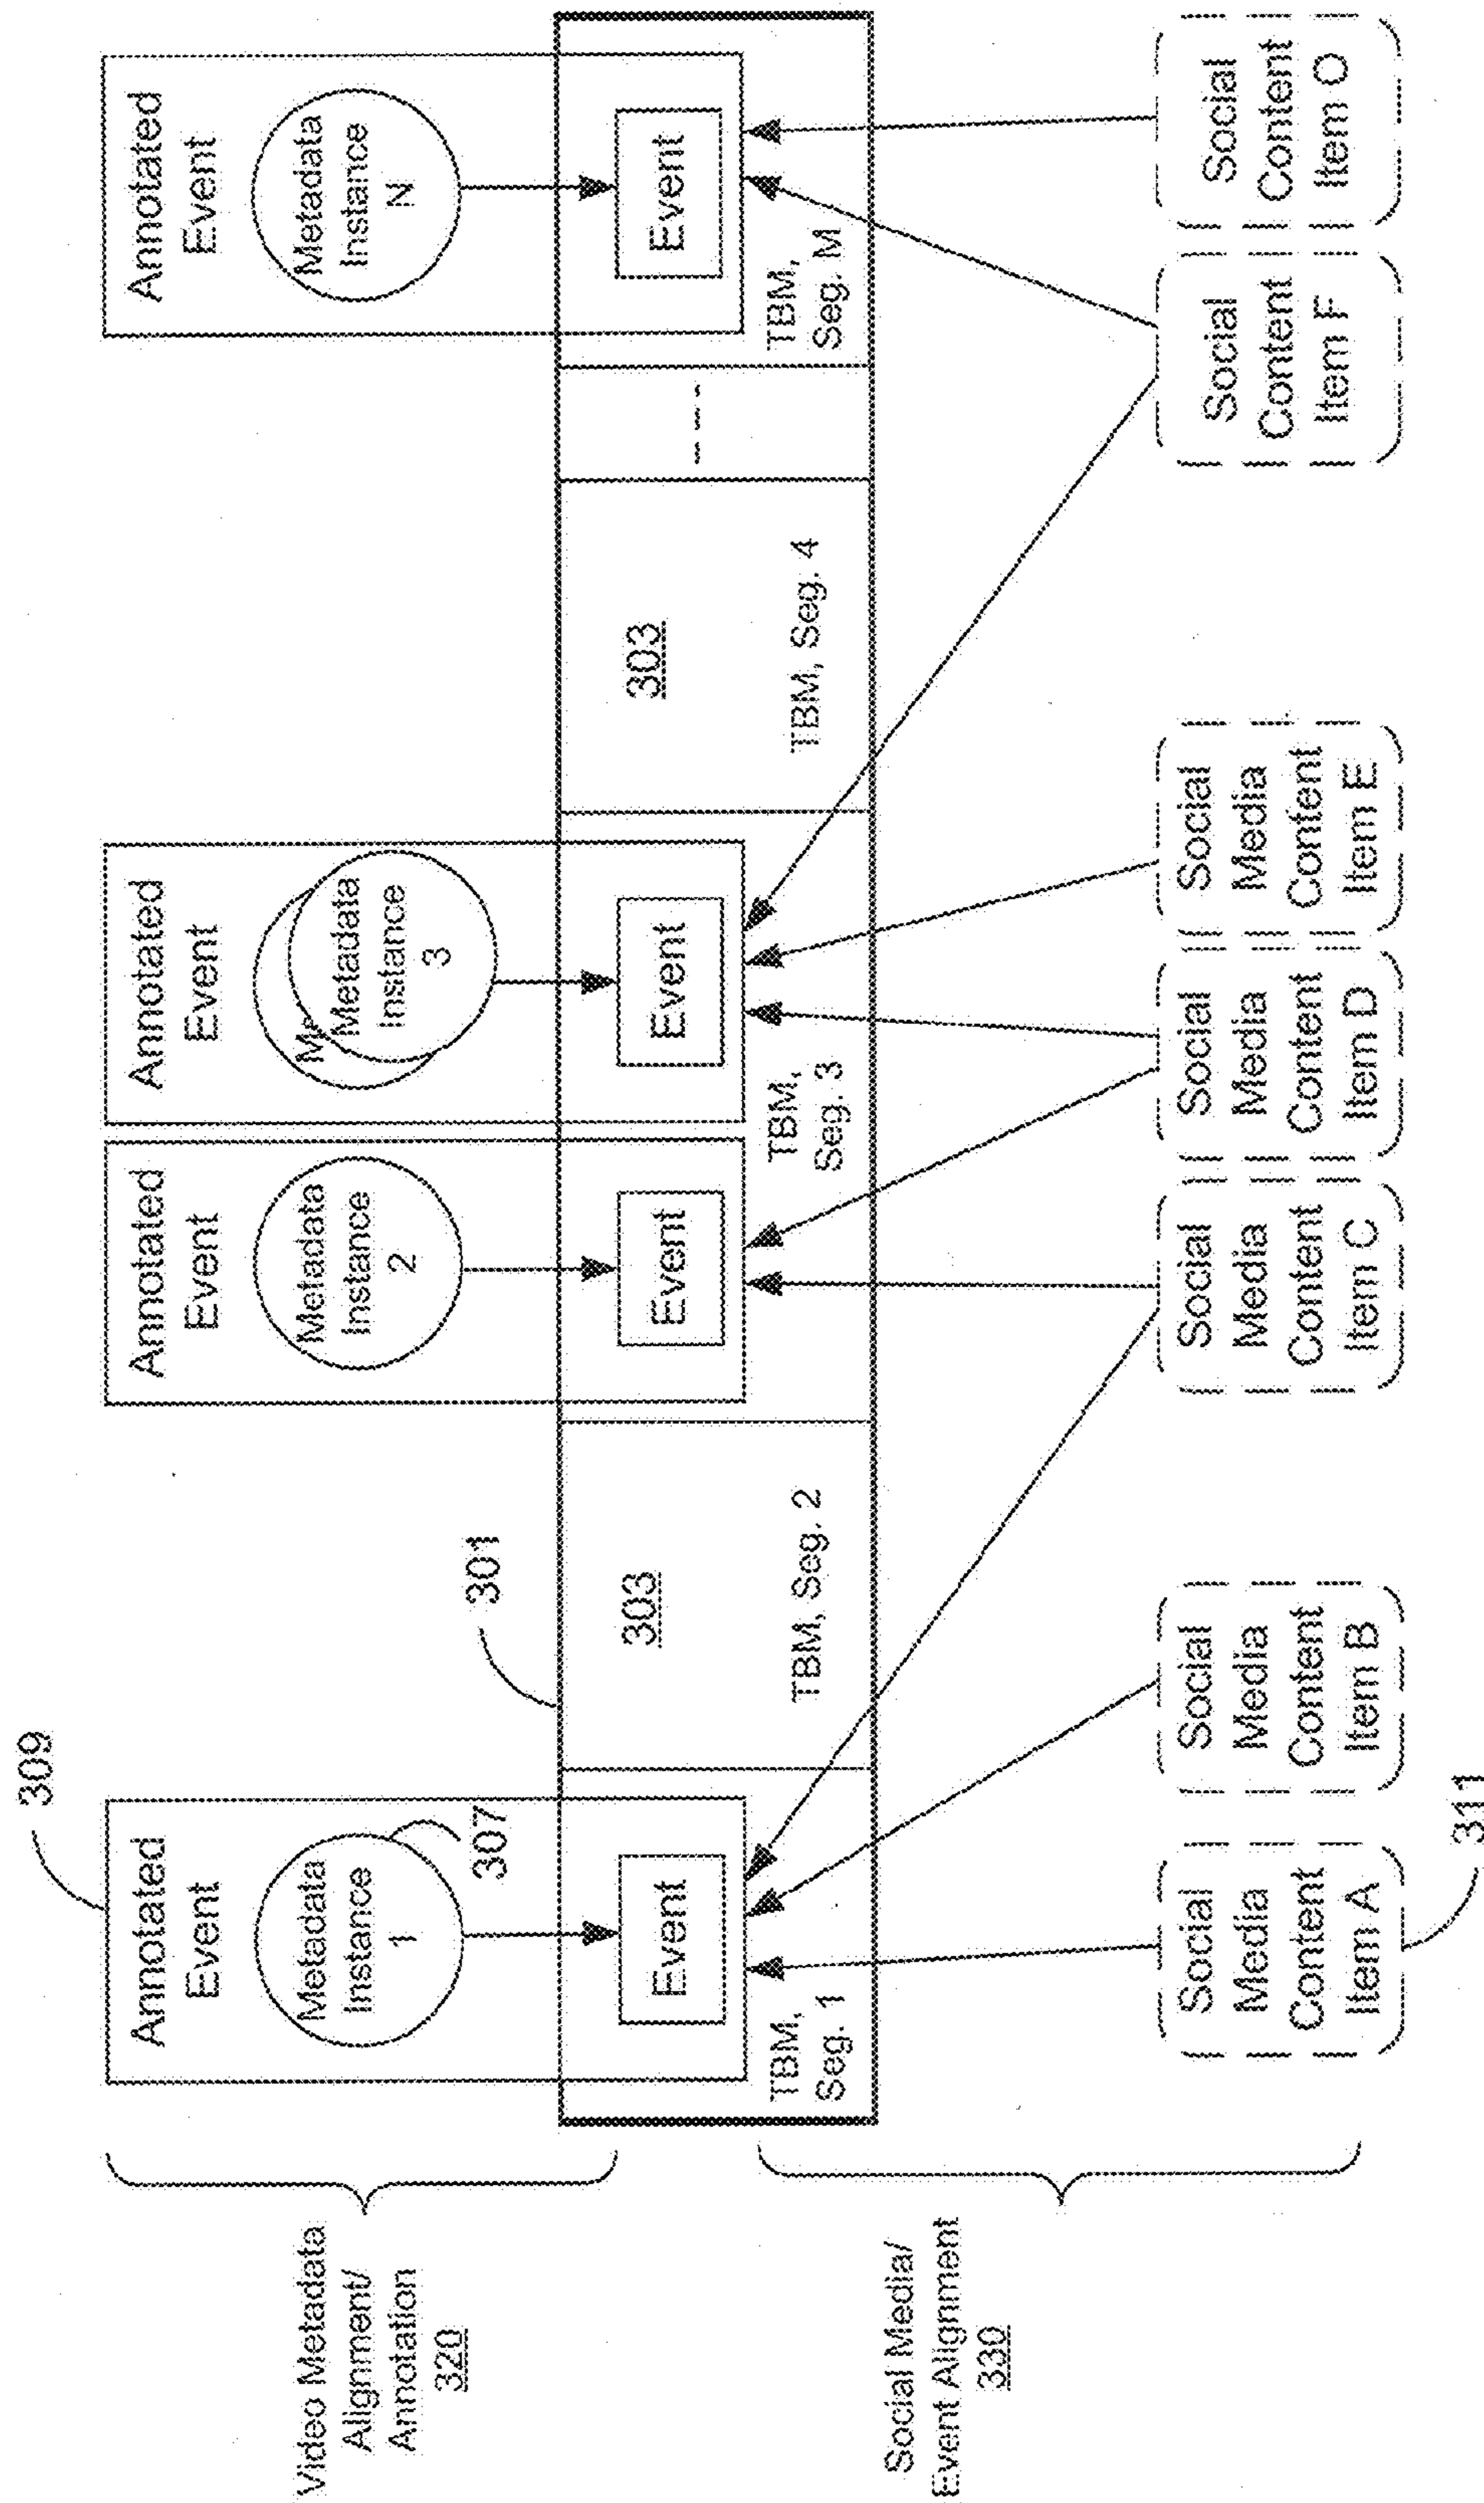 309
Annotated
Event
Metadata
Instance
1
307
Annotated
Event
Metadata
Instance
2
Annotated
Event
Me
Metadata
Instance
3
Annotated
Event
Metadata
Instance
N
Video Metadata
Alignment/
Annotation
320
301
Event
TBM,
Seg. 1
303
TBM, Seg. 2
Event
Event
TBM,
Seg. 3
303
TBM, Seg. 4
Event
TBM,
Seg. M
Social Media/
Event Alignment
330
Social
Media
Content
Item A
311
Social
Media
Content
Item B
Social
Media
Content
Item C
Social
Media
Content
Item D
Social
Media
Content
Item E
Social
Content
Item F
Social
Content
Item O